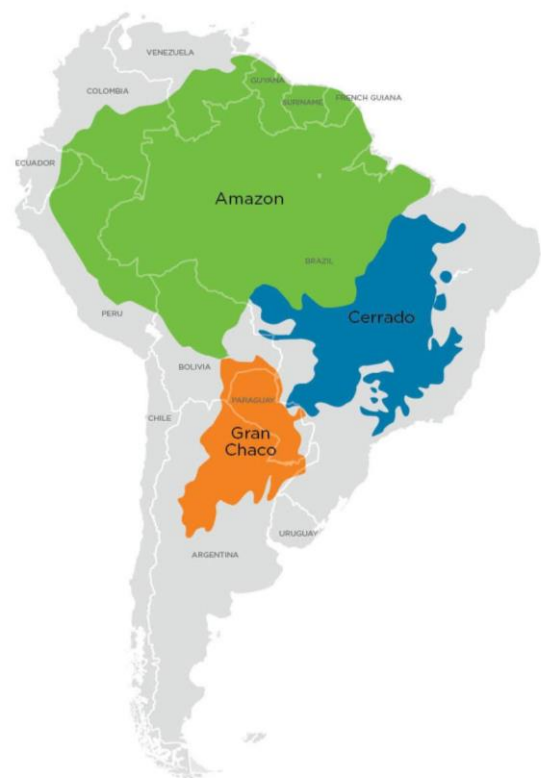 VENEZUELA
GUYANA
COLOMBIA
SURINAME
FRENCH GUIANA
ECUADOR
Amazon
BRAZIL
PERU
Cerrado
BOLIVIA
PARAGUAY
CHILE
Gran
Chaco
URUGUAY
ARGENTINA